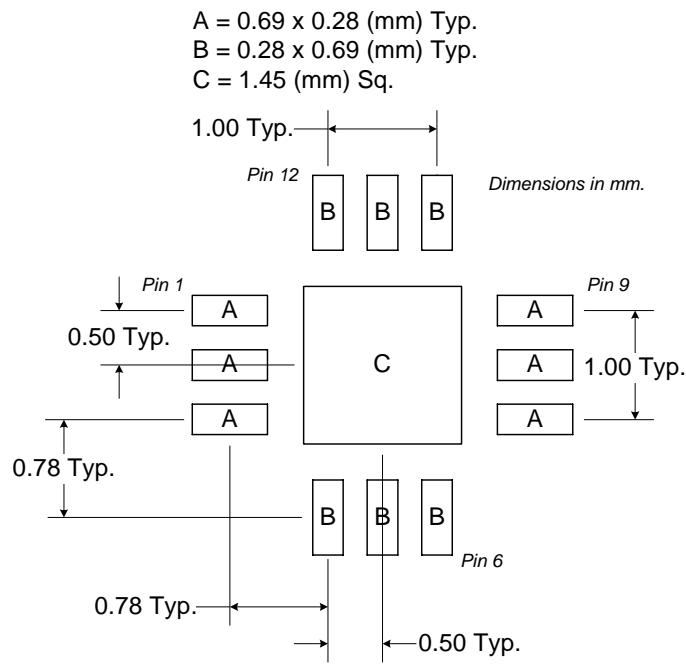 A = 0.69 x 0.28 (mm) Typ.
B = 0.28 x 0.69 (mm) Typ.
C = 1.45 (mm) Sq.
1.00 Typ.
Pin 12
Dimensions in mm.
B B B
Pin 1
Pin 9
A
A
0.50 Typ.
A
C
A
1.00 Typ.
A
A
0.78 Typ.
B B B
Pin 6
0.78 Typ.
0.50 Typ.